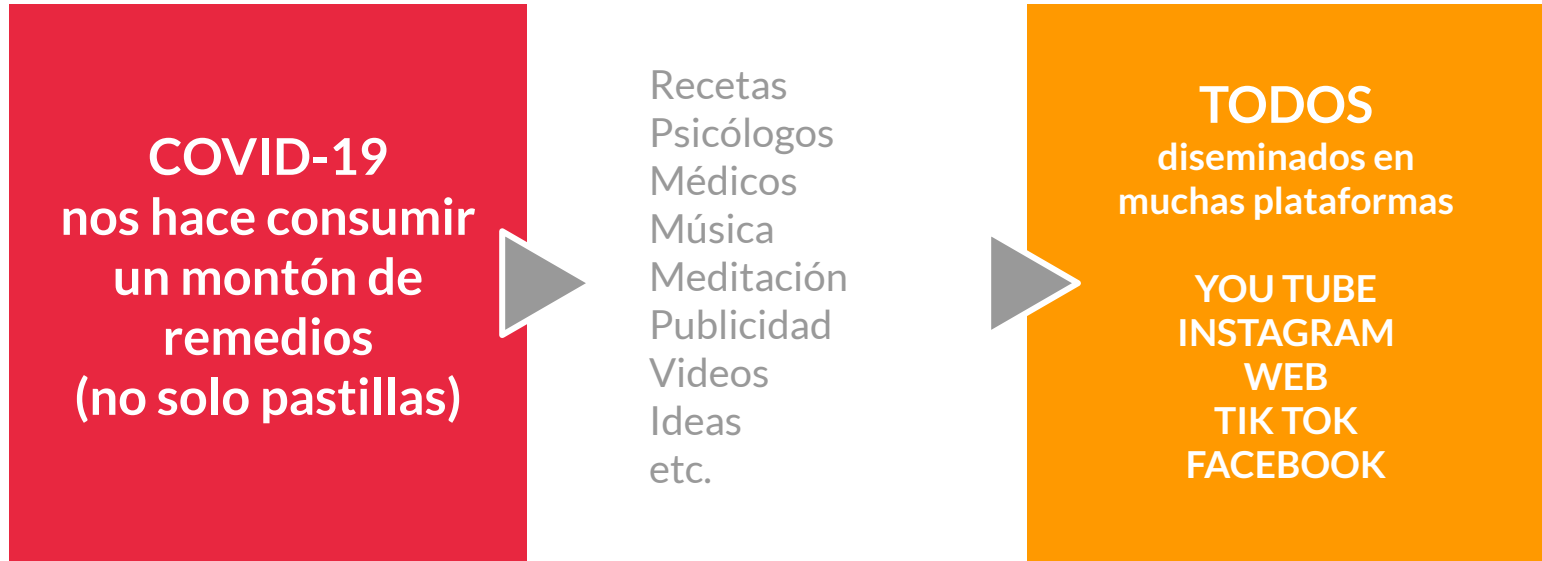 COVID-19
nos hace consumir
un montón de
remedios
(no solo pastillas)
Recetas
Psicólogos
Médicos
Música
Meditación
Publicidad
Videos
Ideas
etc.
TODOS
diseminados en
muchas plataformas
YOU TUBE
INSTAGRAM
WEB
TIK TOK
FACEBOOK